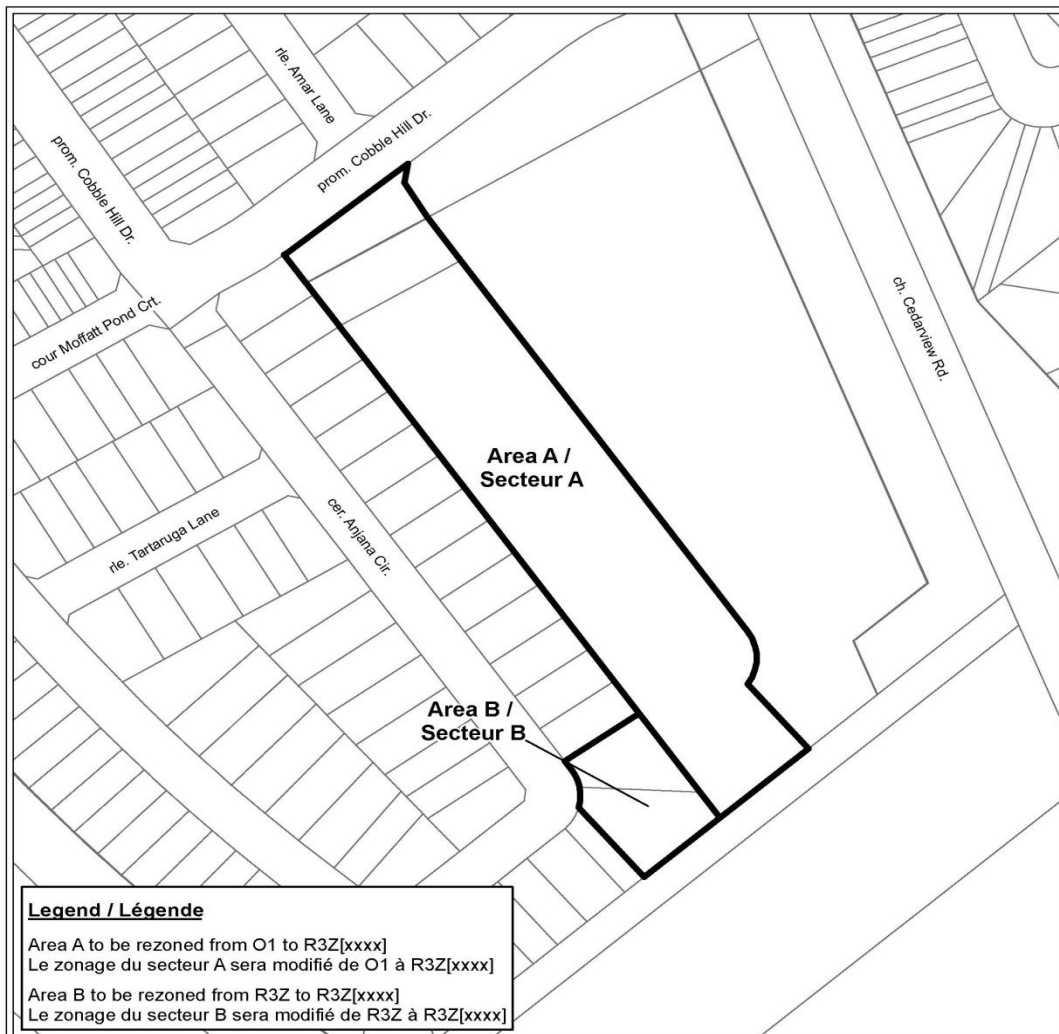 rle. Amar Lane
prom. Cobble Hill Dr.
prom. Cobble Hill Dr.
cour Moffatt Pond Crt.
ch. Cedarview Rd.
Area A /
Secteur A
cer. Anjana Cir.
rle. Tartaruga Lane
Area B /
Secteur B
Legend / Légende
Area A to be rezoned from O1 to R3Z[xxxx]
Le zonage du secteur A sera modifié de O1 à R3Z[xxxx]
Area B to be rezoned from R3Z to R3Z[xxxx]
Le zonage du secteur B sera modifié de R3Z à R3Z[xxxx]